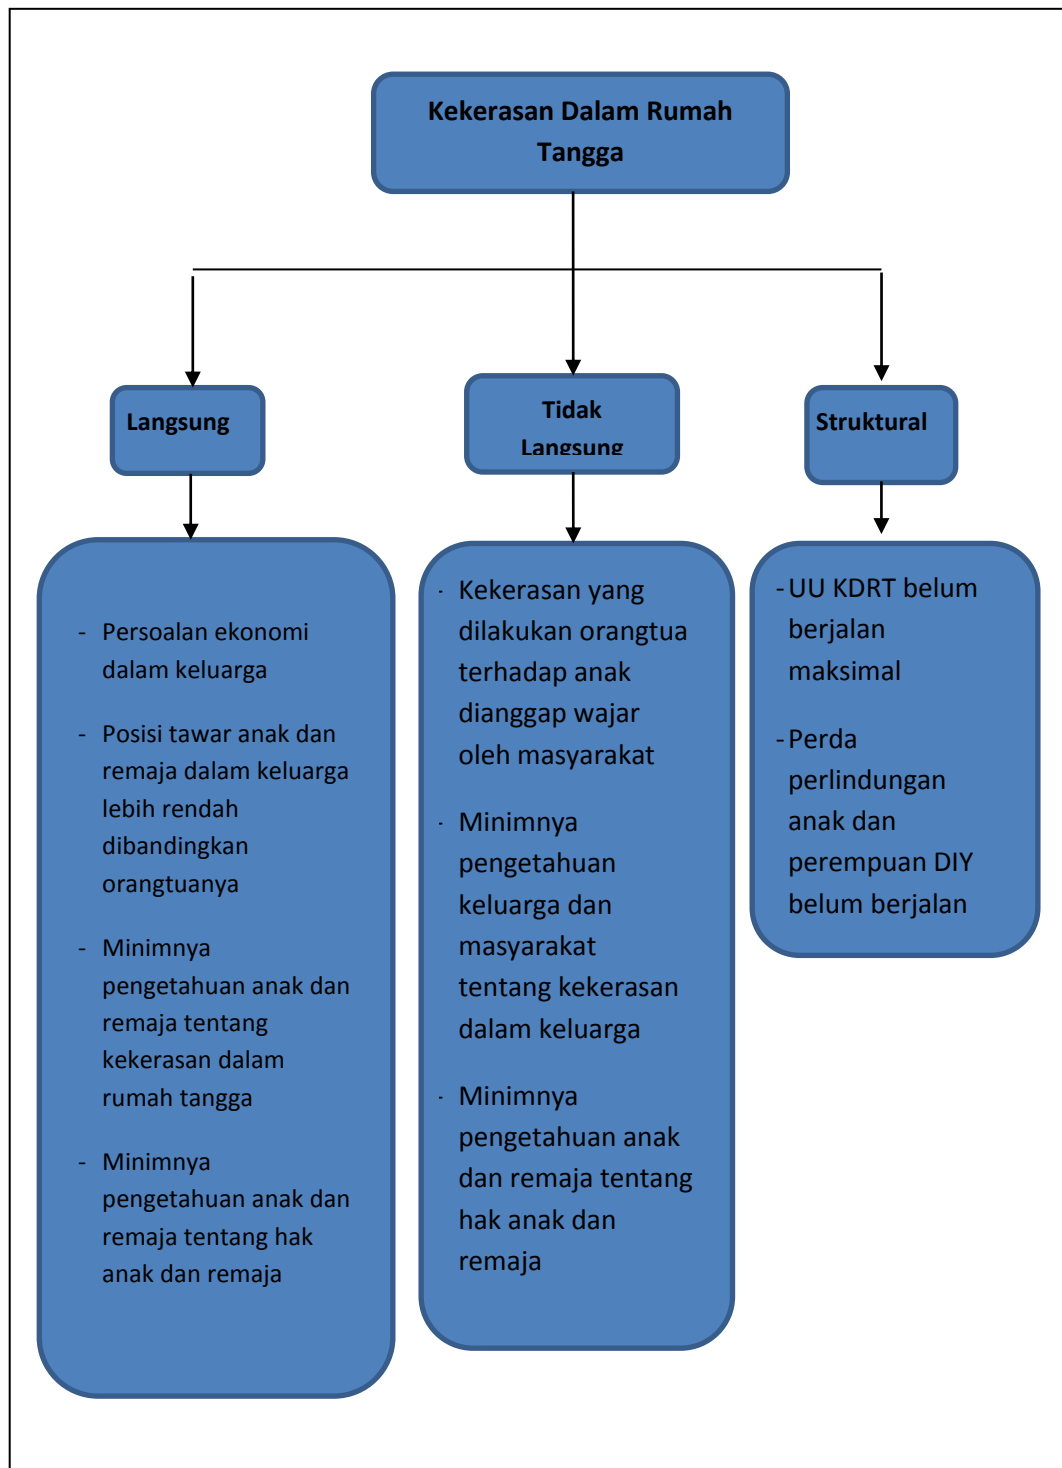 Kekerasan Dalam Rumah
Tangga
Langsung
Tidak
Langsung
Struktural
- Persoalan ekonomi
dalam keluarga
- Posisi tawar anak dan
remaja dalam keluarga
lebih rendah
dibandingkan
orangtuanya
- Minimnya
pengetahuan anak dan
remaja tentang
kekerasan dalam
rumah tangga
- Minimnya
pengetahuan anak dan
remaja tentang hak
anak dan remaja
- Kekerasan yang
dilakukan orangtua
terhadap anak
dianggap wajar
oleh masyarakat
- Minimnya
pengetahuan
keluarga dan
masyarakat
tentang kekerasan
dalam keluarga
- Minimnya
pengetahuan anak
dan remaja tentang
hak anak dan
remaja
- UU KDRT belum
berjalan
maksimal
- Perda
perlindungan
anak dan
perempuan DIY
belum berjalan